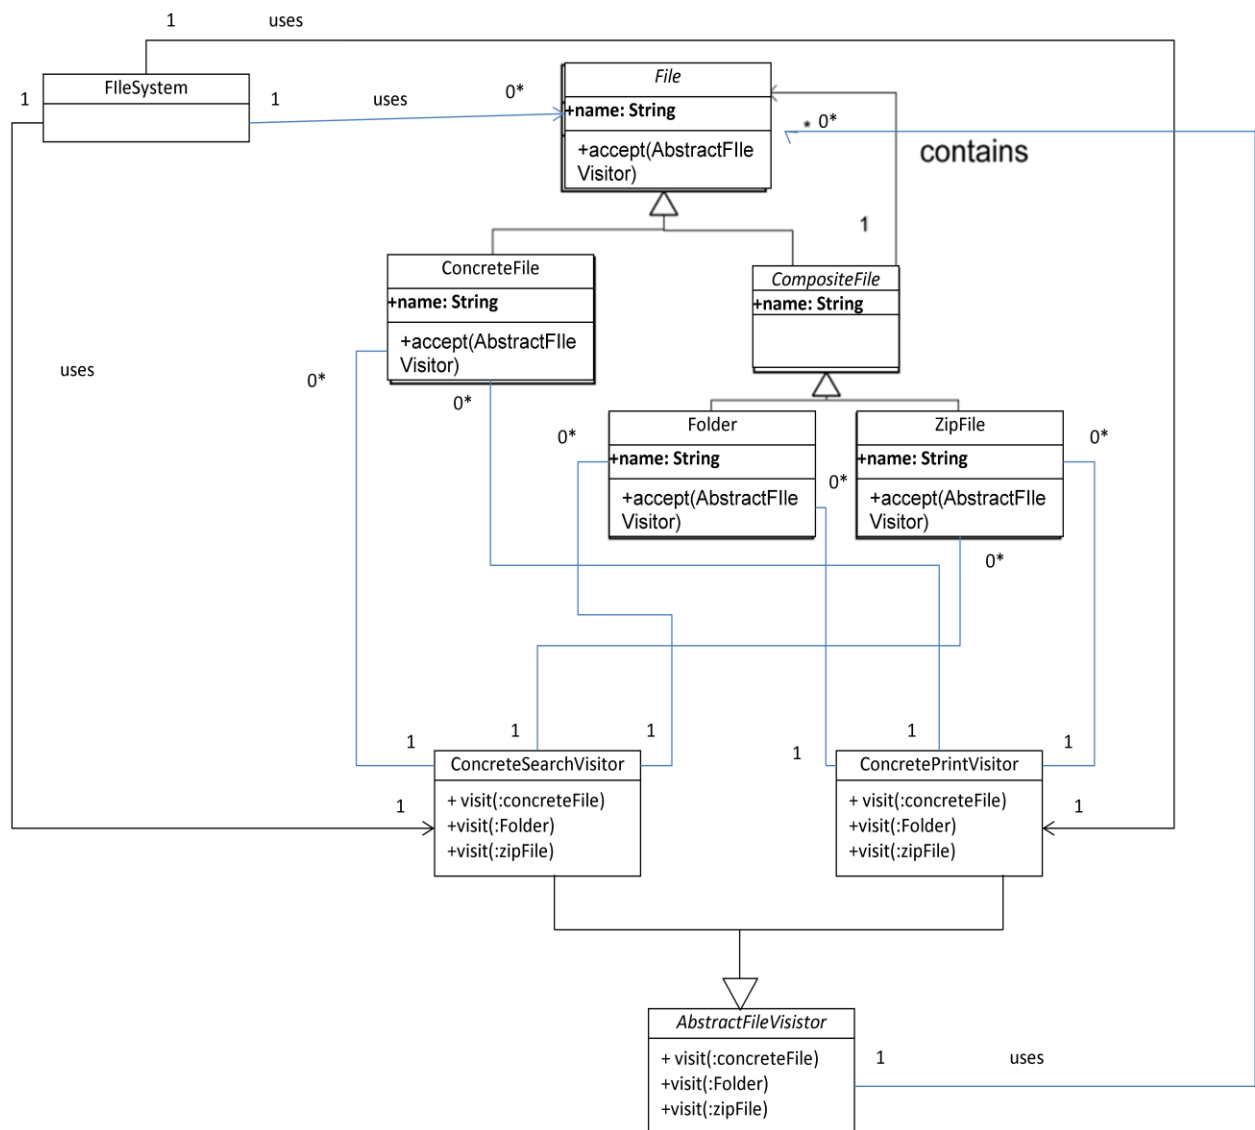 1 uses
FIleSystem
1
1 uses 0*
File
+name: String
+accept(AbstractFIle
Visitor)
* 0*
contains
1
ConcreteFile
+name: String
+accept(AbstractFIle
Visitor)
CompositeFile
+name: String
uses
0*
0*
0*
Folder
+name: String
+accept(AbstractFIle
Visitor)
0*
ZipFile
+name: String
+accept(AbstractFIle
Visitor)
0*
0*
1
1
1
1
1
1
ConcreteSearchVisitor
+ visit(:concreteFile)
+visit(:Folder)
+visit(:zipFile)
1
ConcretePrintVisitor
+ visit(:concreteFile)
+visit(:Folder)
+visit(:zipFile)
1
AbstractFileVisistor
+ visit(:concreteFile)
+visit(:Folder)
+visit(:zipFile)
1 uses